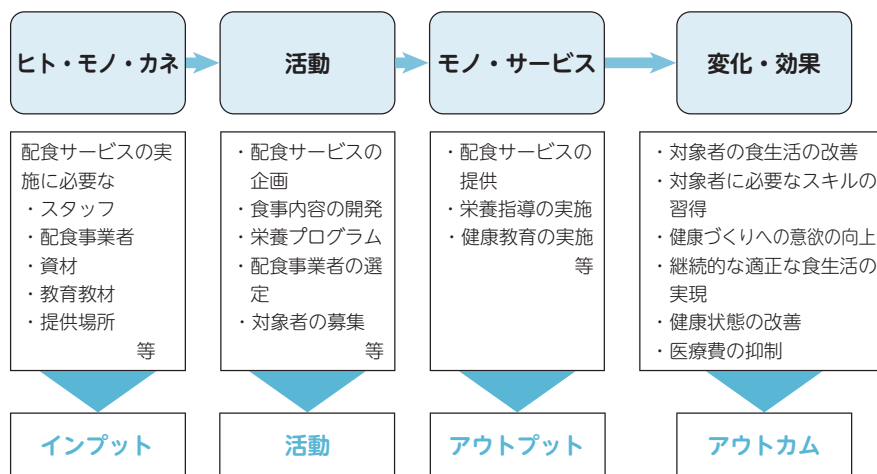 ヒト・モノ・カネ
活動
モノ・サービス
変化・効果
配食サービスの実
施に必要な
・スタッフ
・配食事業者
・資材
・教育教材
・提供場所
等
・配食サービスの
企画
・食事内容の開発
・栄養プログラム
・配食事業者の選
定
・対象者の募集
等
・配食サービスの
提供
・栄養指導の実施
・健康教育の実施
等
・対象者の食生活の改善
・対象者に必要なスキルの
習得
・健康づくりへの意欲の向上
・継続的な適正な食生活の
実現
・健康状態の改善
・医療費の抑制
インプット
活動
アウトプット
アウトカム